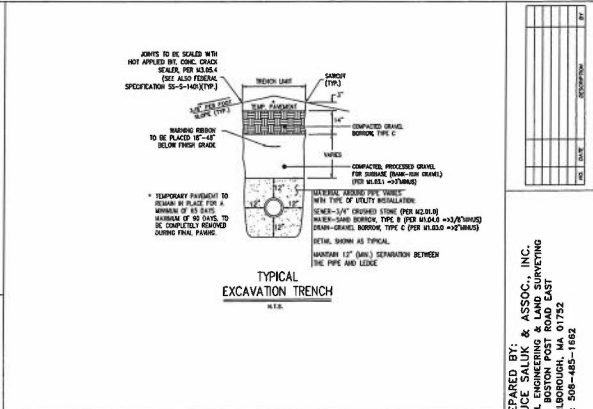 JOINTS TO BE SEALED WITH
HOT APPLIED BIT. CONC. CRACK
SEALER, PER M3.05.4
(SEE ALSO FEDERAL
SPECIFICATION SS-S-1401)(TYP.)
TRENCH LIMIT
SAWCUT
(TYP.)
3"
3/8" PER FOOT
SLOPE (TYP.)
TEMP. PAVEMENT
14"
COMPACTED GRAVEL
BORROW, TYPE C
WARNING RIBBON
TO BE PLACED 18"-48"
BELOW FINISH GRADE
VARIES
COMPACTED, PROCESSED GRAVEL
FOR SUBBASE (BANK-RUN GRAVEL)
(PER M1.03.1 =>3"MINUS)
* TEMPORARY PAVEMENT TO
REMAIN IN PLACE FOR A
MINIMUM OF 65 DAYS
MAXIMUM OF 90 DAYS, TO
BE COMPLETELY REMOVED
DURING FINAL PAVING.
12"
12"
12"
12"
MATERIAL AROUND PIPE VARIES
WITH TYPE OF UTILITY INSTALLATION:
SEWER-3/4" CRUSHED STONE (PER M2.01.0)
WATER-SAND BORROW, TYPE B (PER M1.04.0 =>3/8"MINUS)
DRAIN-GRAVEL BORROW, TYPE C (PER M1.03.0 =>2"MINUS)
DETAIL SHOWN AS TYPICAL.
MAINTAIN 12" (MIN.) SEPARATION BETWEEN
THE PIPE AND LEDGE
TYPICAL
EXCAVATION TRENCH
N.T.S.
NO. DATE DESCRIPTION BY
PARED BY:
UCE SALUK & ASSOC., INC.
L ENGINEERING & LAND SURVEYING
BOSTON POST ROAD EAST
LBOROUGH, MA 01752
: 508-485-1662